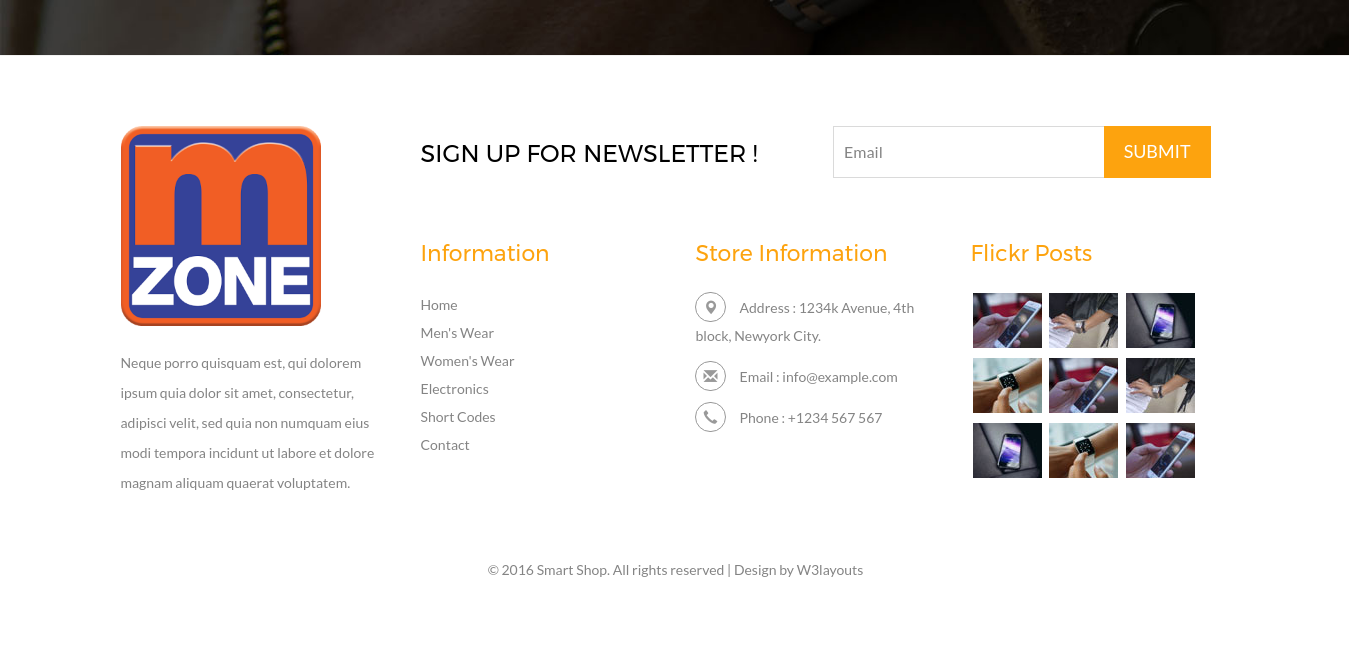 m
ZONE
Neque porro quisquam est, qui dolorem
ipsum quia dolor sit amet, consectetur,
adipisci velit, sed quia non numquam eius
modi tempora incidunt ut labore et dolore
magnam aliquam quaerat voluptatem.
SIGN UP FOR NEWSLETTER !
Email
SUBMIT
Information
Home
Men's Wear
Women's Wear
Electronics
Short Codes
Contact
Store Information
Address : 1234k Avenue, 4th
block, Newyork City.
Email : info@example.com
Phone : +1234 567 567
Flickr Posts
© 2016 Smart Shop. All rights reserved | Design by W3layouts